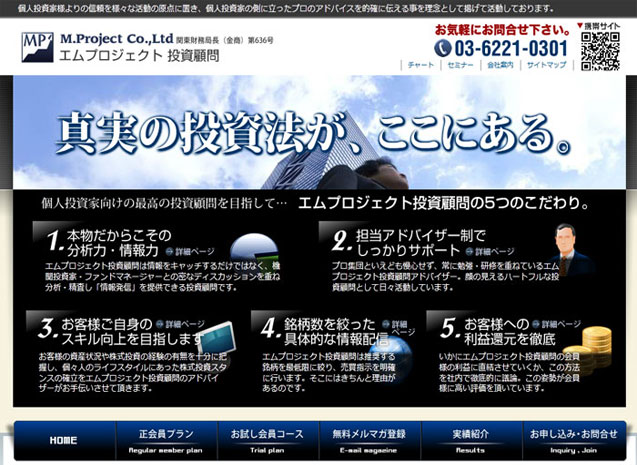 個人投資家様よりの信頼を様々な活動の原点に置き、個人投資家の側に立ったプロのアドバイスを的確に伝える事を理念として掲げて活動しております。
MP
M.Project Co.,Ltd 関東財務局長（金商）第636号
エムプロジェクト 投資顧問
お気軽にお問合せ下さい。
03-6221-0301
▼携帯サイト
チャート
セミナー
会社案内
サイトマップ
真実の投資法が、ここにある。
個人投資家向けの最高の投資顧問を目指して… エムプロジェクト投資顧問の5つのこだわり。
1. 本物だからこその
分析力・情報力 詳細ページ
エムプロジェクト投資顧問は情報をキャッチするだけではなく、機
関投資家・ファンドマネージャーとの密なディスカッションを重ね
分析・精査し「情報発信」を提供できる投資顧問です。
2. 担当アドバイザー制で
しっかりサポート 詳細ページ
プロ集団といえども慢心せず、常に勉強・研修を重ねているエム
プロジェクト投資顧問アドバイザー。顔の見えるハートフルな投
資顧問として日々活動しています。
3. お客様ご自身の 詳細ページ
スキル向上を目指します
お客様の資産状況や株式投資の経験の有無を十分に把
握し、個々人のライフスタイルにあった株式投資スタ
ンスの確立をエムプロジェクト投資顧問のアドバイ
ザーがお手伝いさせて頂きます。
4. 銘柄数を絞った 詳細ページ
具体的な情報配信
エムプロジェクト投資顧問は推奨す
る銘柄を最低限に絞り、売買指示を明確
に行います。そこにはきちんと理由が
あるのです。
5. お客様への 詳細ページ
利益還元を徹底
いかにエムプロジェクト投資顧問の会員
様の利益に直結させていくか、この方法
を社内で徹底的に議論。この姿勢が会員
様に高い評価を頂いています。
HOME
正会員プラン
Regular member plan
お試し会員コース
Trial plan
無料メルマガ登録
E-mail magazine
実績紹介
Results
お申し込み・お問合せ
Inquiry , Join